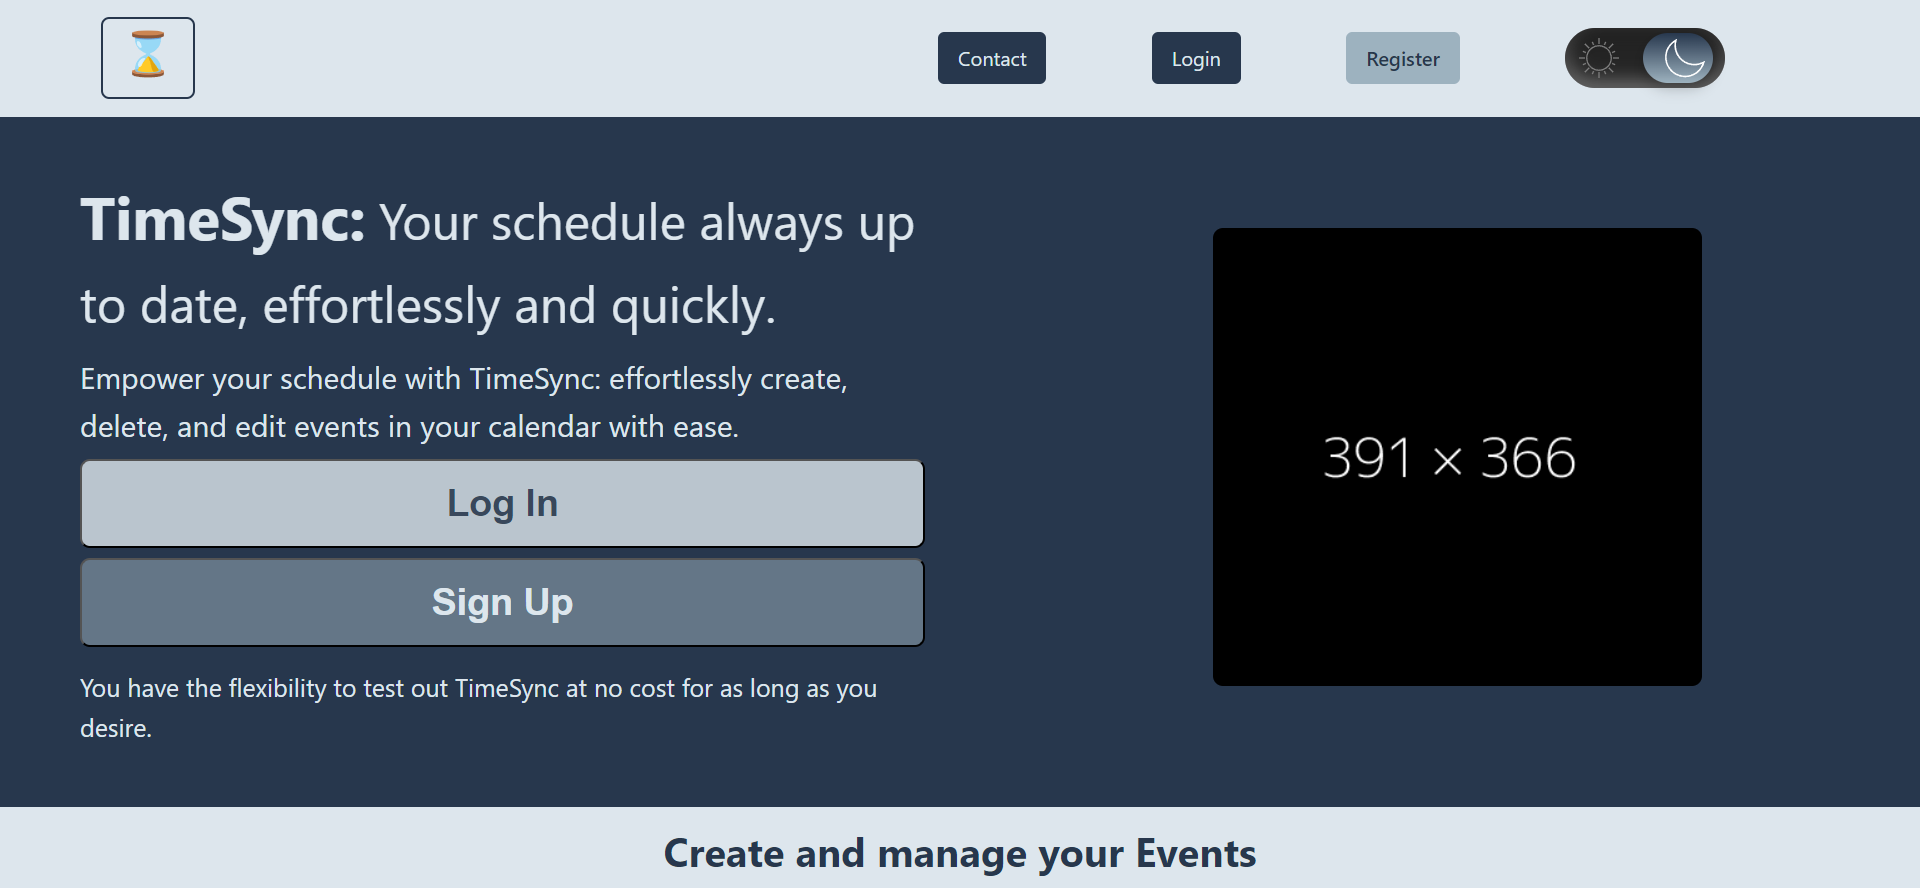 Contact
Login
Register
TimeSync: Your schedule always up
to date, effortlessly and quickly.
Empower your schedule with TimeSync: effortlessly create,
delete, and edit events in your calendar with ease.
Log In
Sign Up
You have the flexibility to test out TimeSync at no cost for as long as you
desire.
391 × 366
Create and manage your Events